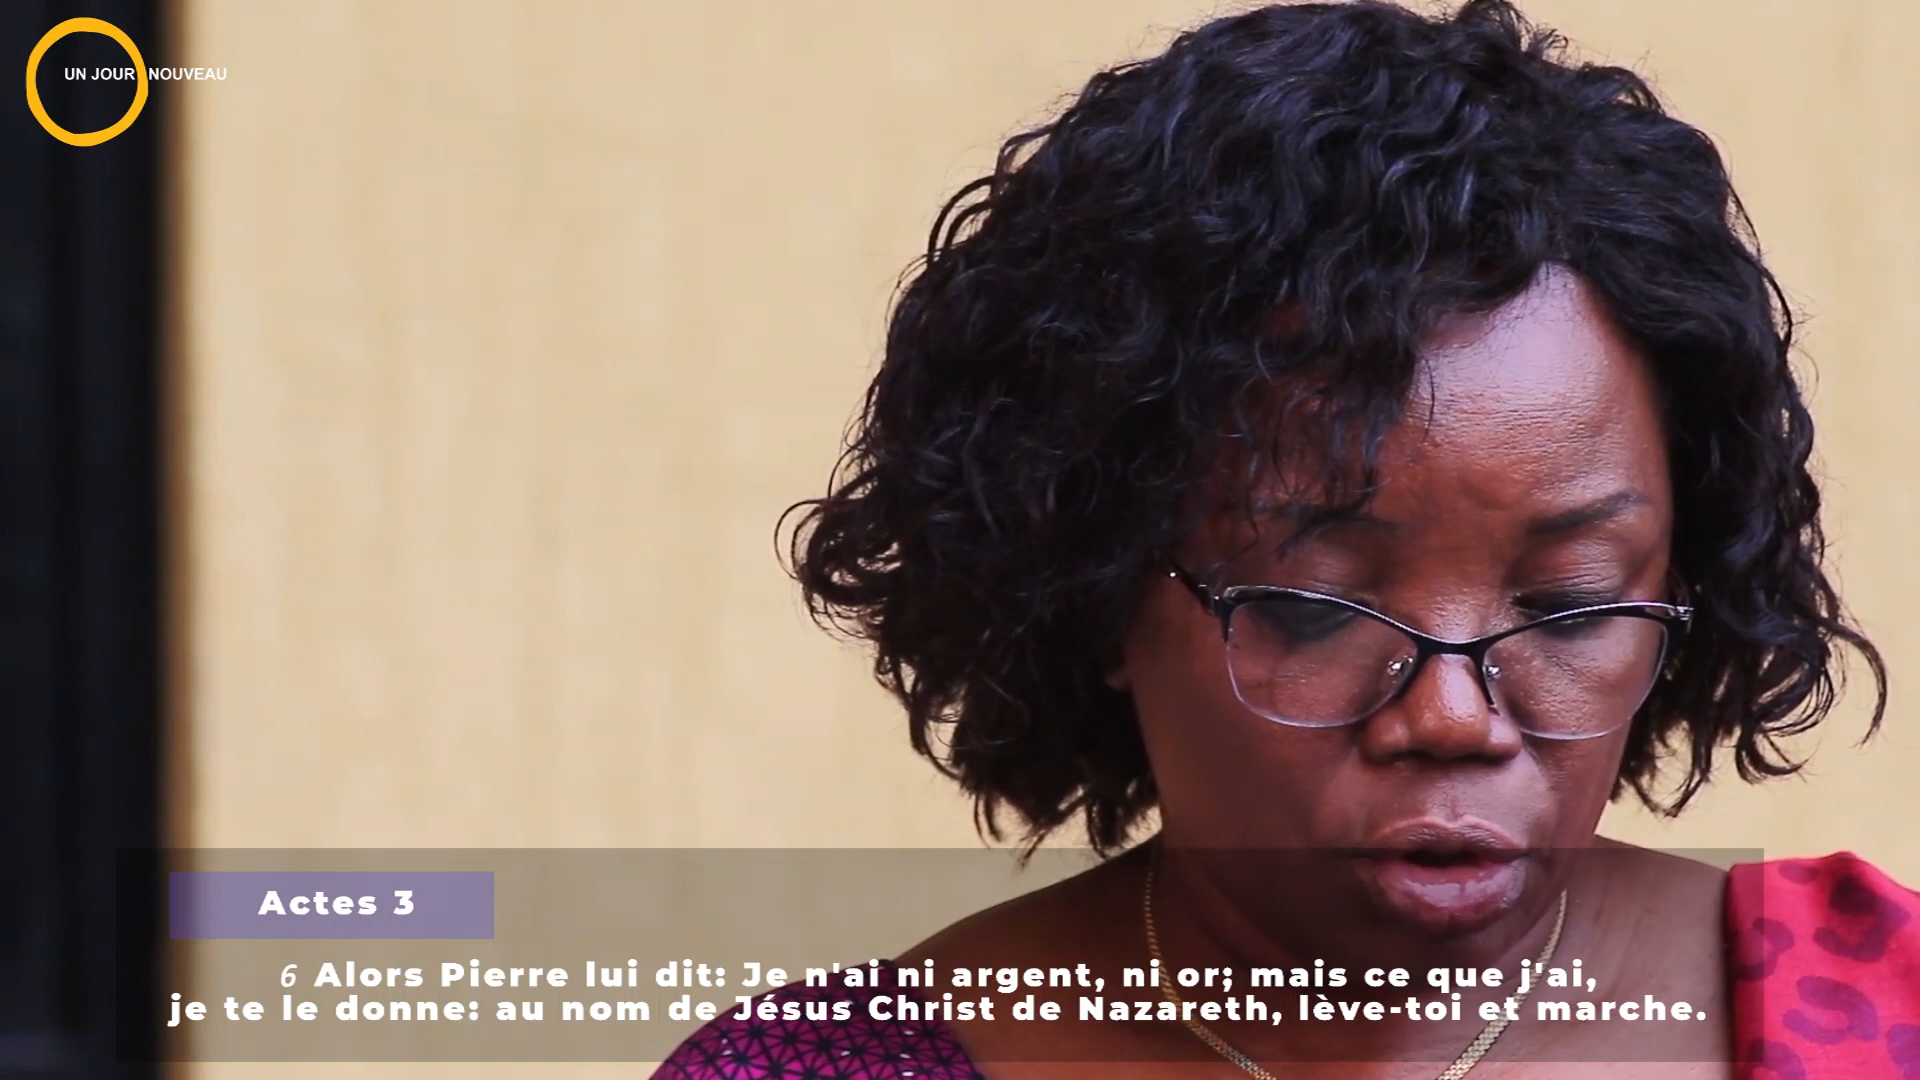 UN JOUR NOUVEAU
Actes 3
6 Alors Pierre lui dit: Je n'ai ni argent, ni or; mais ce que j'ai,
je te le donne: au nom de Jésus Christ de Nazareth, lève-toi et marche.